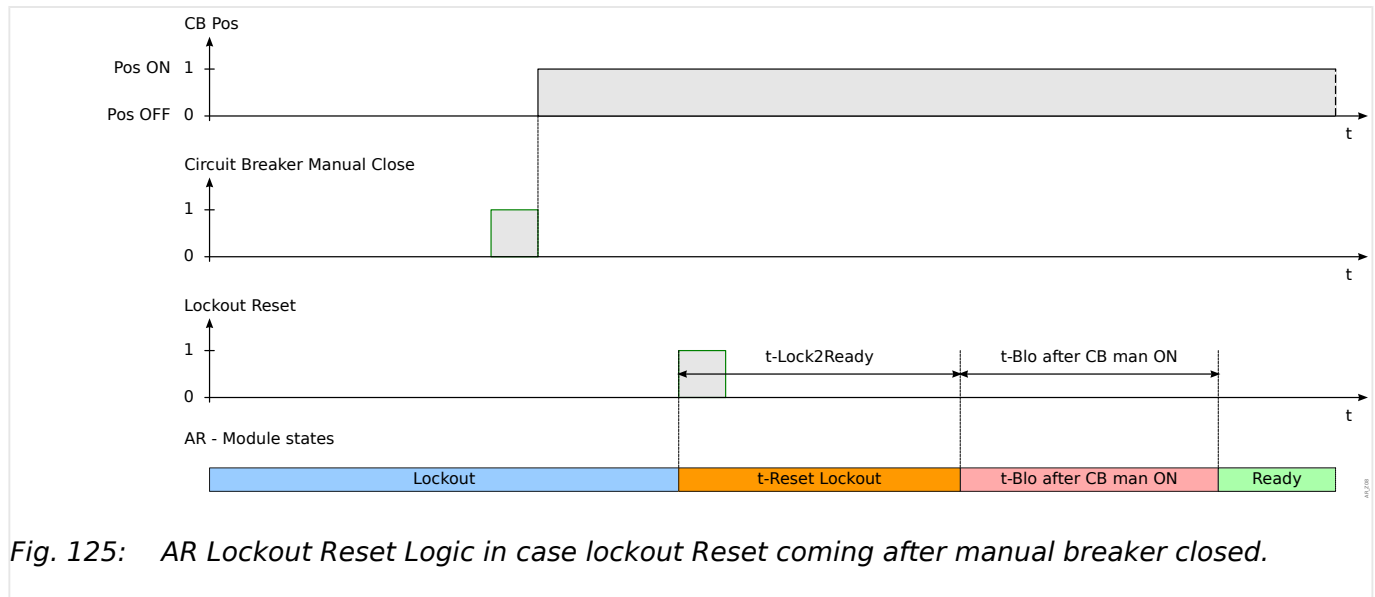 CB Pos
Pos ON 1
Pos OFF 0
t
Circuit Breaker Manual Close
1
0
t
Lockout Reset
1 t-Lock2Ready t-Blo after CB man ON
0
t
AR - Module states
Lockout t-Reset Lockout t-Blo after CB man ON Ready
Fig. 125: AR Lockout Reset Logic in case lockout Reset coming after manual breaker closed.